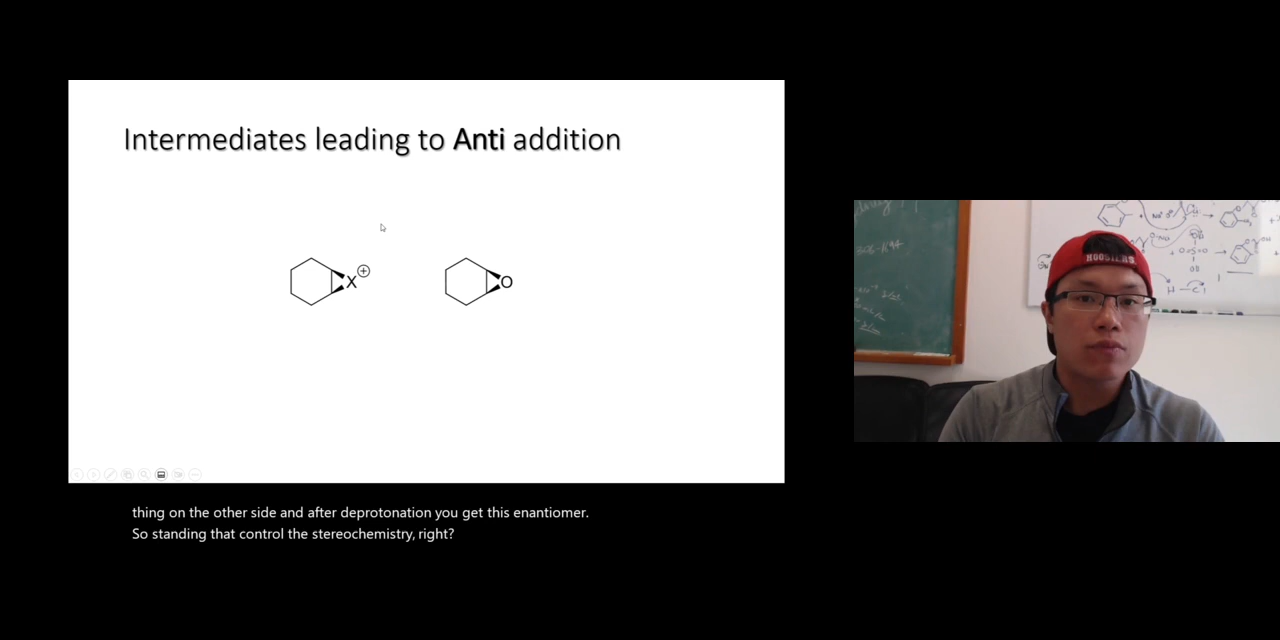 Intermediates leading to Anti addition
X +
O
HOOSIERS
H — Cl
thing on the other side and after deprotonation you get this enantiomer.
So standing that control the stereochemistry, right?